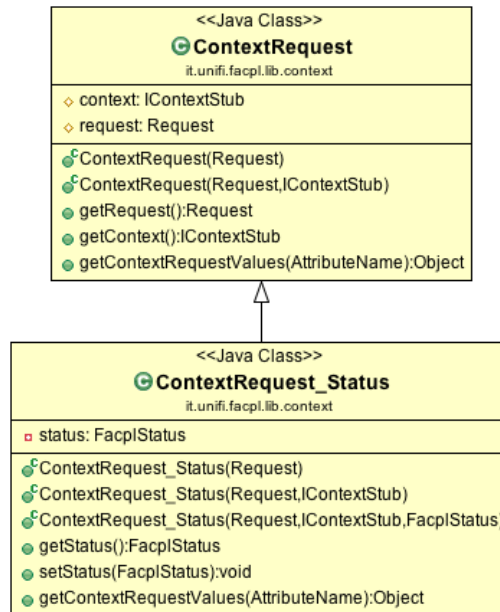 <<Java Class>>
ContextRequest
it.unifi.facpl.lib.context
context: IContextStub
request: Request
ContextRequest(Request)
ContextRequest(Request,IContextStub)
getRequest():Request
getContext():IContextStub
getContextRequestValues(AttributeName):Object
<<Java Class>>
ContextRequest_Status
it.unifi.facpl.lib.context
status: FacplStatus
ContextRequest_Status(Request)
ContextRequest_Status(Request,IContextStub)
ContextRequest_Status(Request,IContextStub,FacplStatus)
getStatus():FacplStatus
setStatus(FacplStatus):void
getContextRequestValues(AttributeName):Object